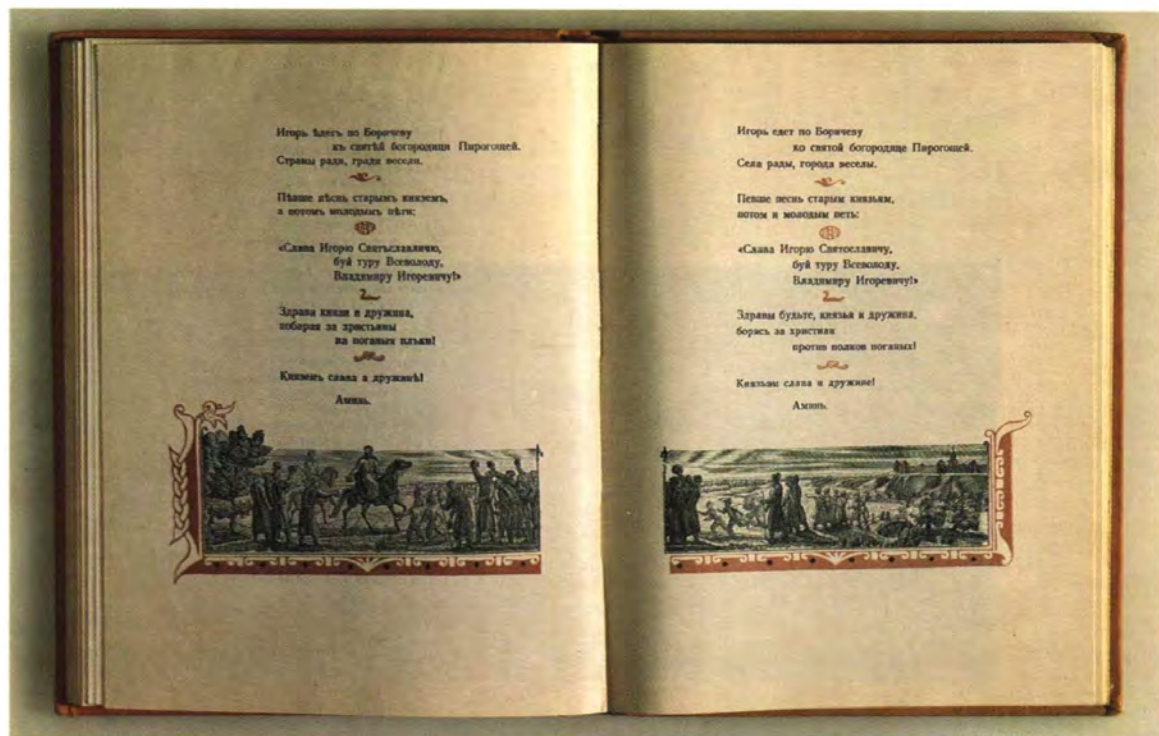 Игорь ѣдетъ по Боричеву
къ святѣй богородици Пирогощей.
Страны ради, гради весели.
Пѣвше пѣснь старымъ княземъ,
а потомъ молодымъ пѣти:
«Слава Игорю Святъславличю,
буй туру Всеволоду,
Владимиру Игоревичу!»
Здрави князи и дружина,
побарая за христьяны
на поганыя плъки!
Княземъ слава а дружинѣ!
Аминь.
Игорь едет по Боричеву
ко святой богородице Пирогощей.
Села рады, города веселы.
Певше песнь старым князьям,
потом и молодым петь:
«Слава Игорю Святославичу,
буй туру Всеволоду,
Владимиру Игоревичу!»
Здравы будьте, князья и дружина,
борясь за христиан
против полков поганых!
Князьям слава и дружине!
Аминь.